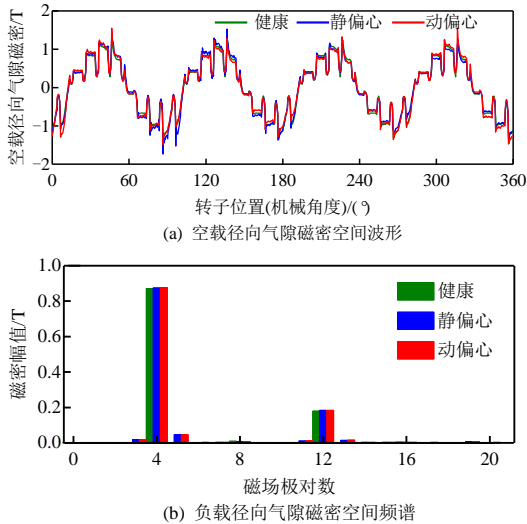 健康 静偏心 动偏心
空载径向气隙磁密/T
2
1
0
−1
−2
0 60 120 180 240 300 360
转子位置(机械角度)/(°)
(a) 空载径向气隙磁密空间波形
健康
静偏心
动偏心
磁密幅值/T
1.0
0.8
0.6
0.4
0.2
0.0
0 4 8 12 16 20
磁场极对数
(b) 负载径向气隙磁密空间频谱